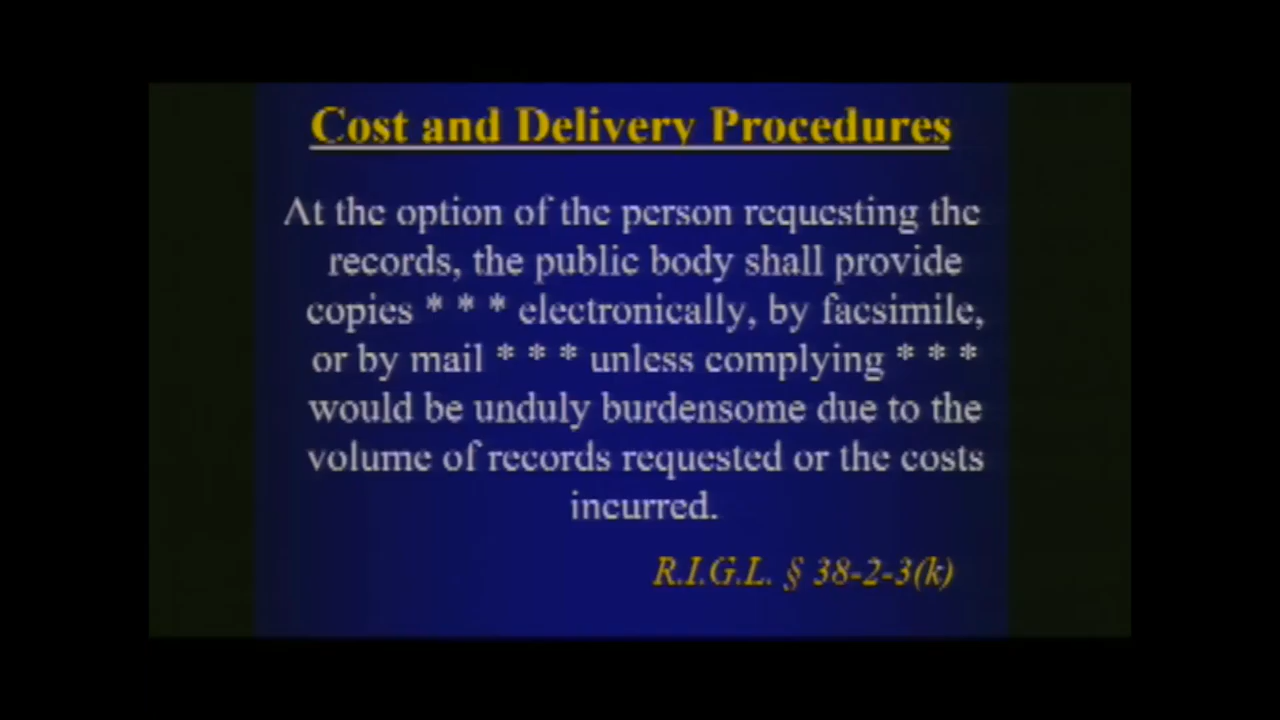 Cost and Delivery Procedures
At the option of the person requesting the
records, the public body shall provide
copies * * * electronically, by facsimile,
or by mail * * * unless complying * * *
would be unduly burdensome due to the
volume of records requested or the costs
incurred.
R.I.G.L. § 38-2-3(k)